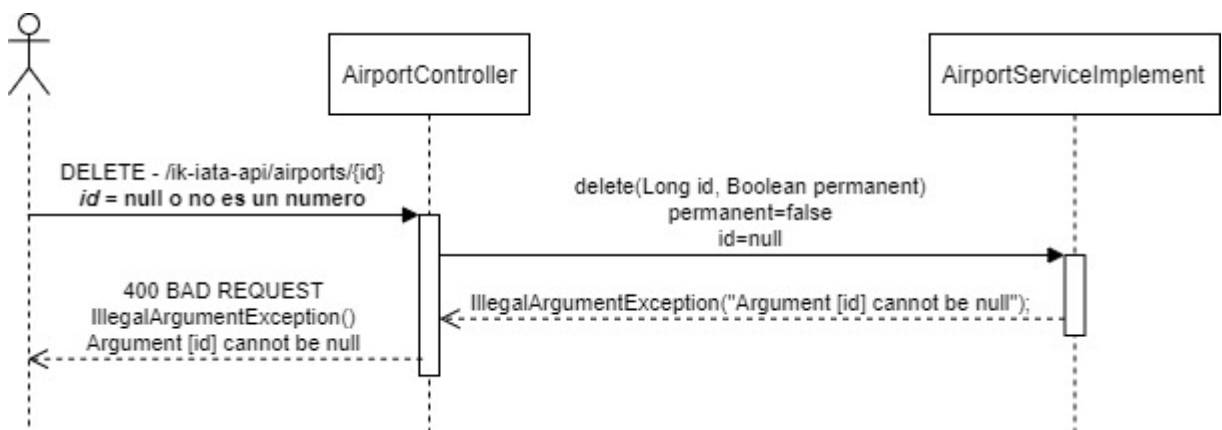 AirportController
AirportServiceImplement
DELETE - /ik-iata-api/airports/{id}
id = null o no es un numero
delete(Long id, Boolean permanent)
permanent=false
id=null
IllegalArgumentException("Argument [id] cannot be null");
400 BAD REQUEST
IllegalArgumentException()
Argument [id] cannot be null